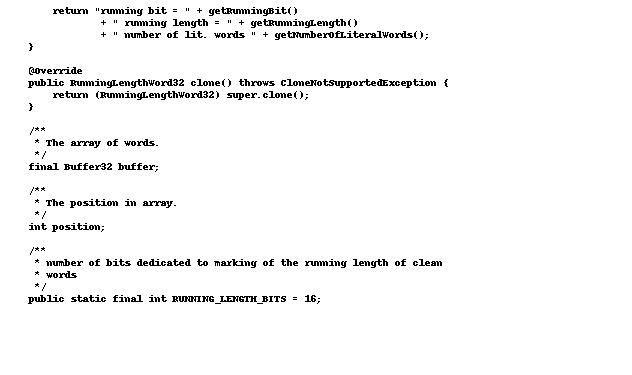 return "running bit = " + getRunningBit()
+ " running length = " + getRunningLength()
+ " number of lit. words " + getNumberOfLiteralWords();
}
@Override
public RunningLengthWord32 clone() throws CloneNotSupportedException {
return (RunningLengthWord32) super.clone();
}
/**
* The array of words.
*/
final Buffer32 buffer;
/**
* The position in array.
*/
int position;
/**
* number of bits dedicated to marking of the running length of clean
* words
*/
public static final int RUNNING_LENGTH_BITS = 16;